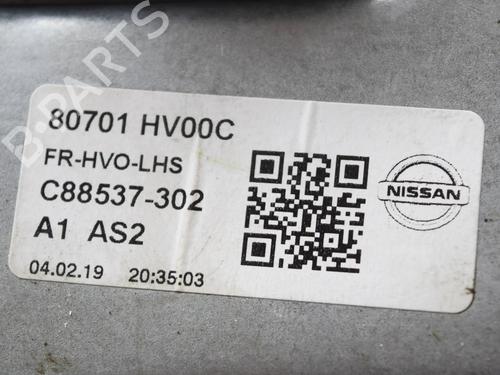 B-PARTS
80701 HV00C
FR-HVO-LHS
C88537-302
A1 AS2
04.02.19 20:35:03
NISSAN